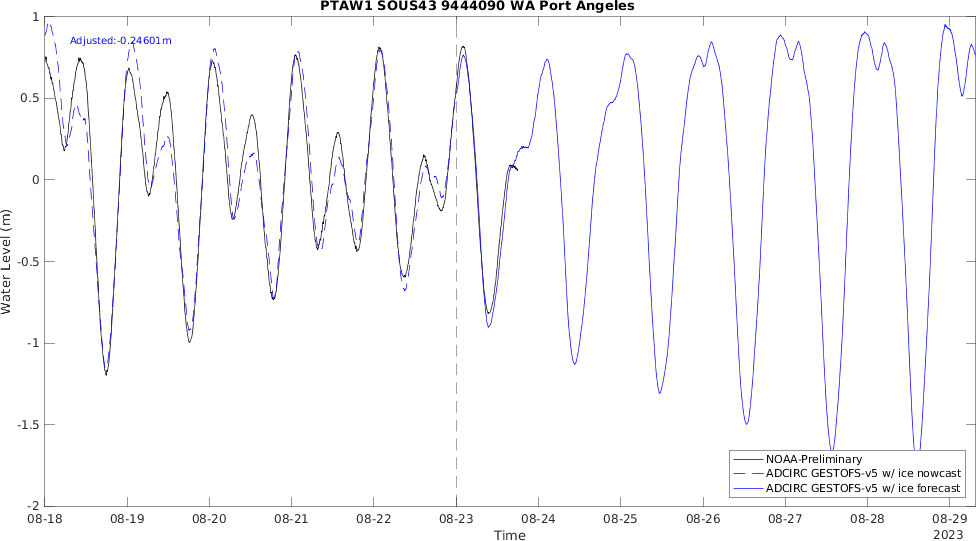 PTAW1 SOUS43 9444090 WA Port Angeles
Adjusted:-0.24601m
1
0.5
0
-0.5
-1
-1.5
-2
Water Level (m)
NOAA-Preliminary
ADCIRC GESTOFS-v5 w/ ice nowcast
ADCIRC GESTOFS-v5 w/ ice forecast
08-18 08-19 08-20 08-21 08-22 08-23 08-24 08-25 08-26 08-27 08-28 08-29
Time
2023